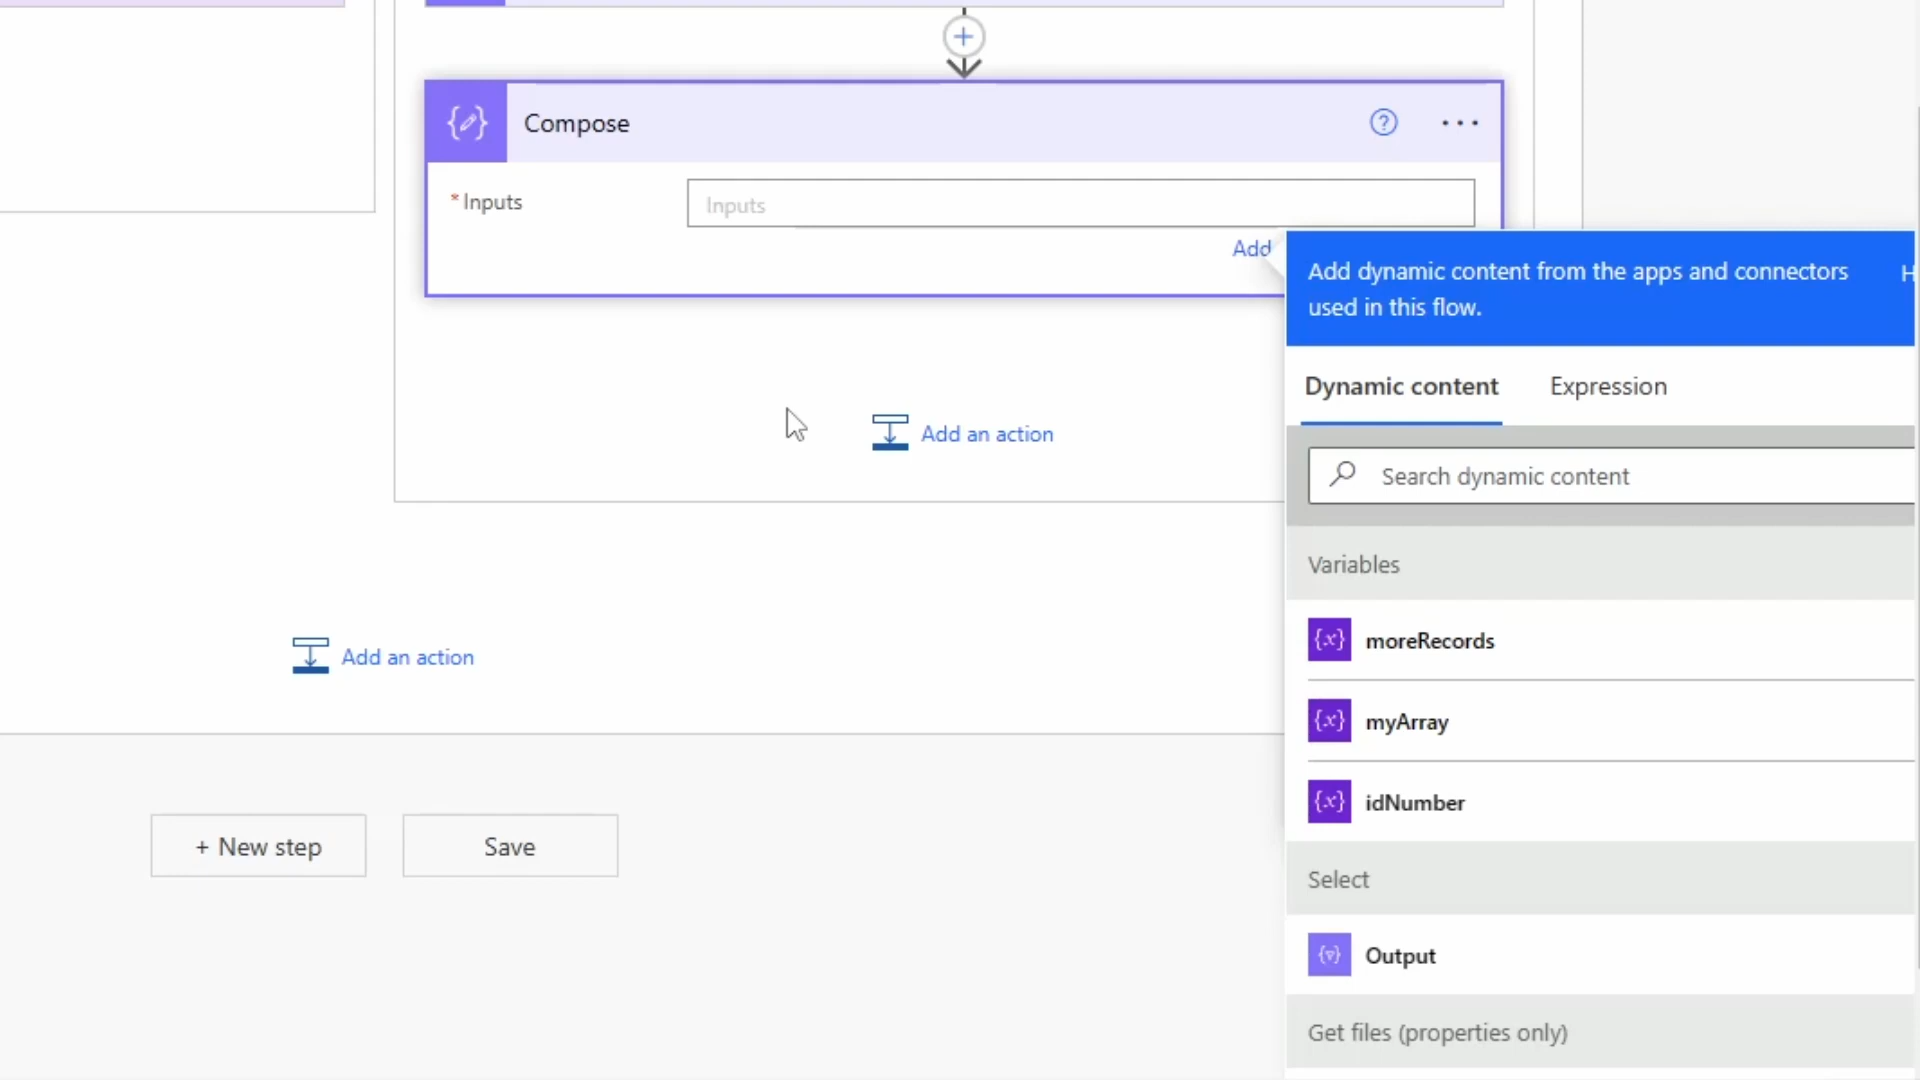 Compose
* Inputs
Inputs
Add
Add dynamic content from the apps and connectors
used in this flow.
Dynamic content
Expression
Search dynamic content
Add an action
Variables
moreRecords
Add an action
myArray
idNumber
+ New step
Save
Select
Output
Get files (properties only)